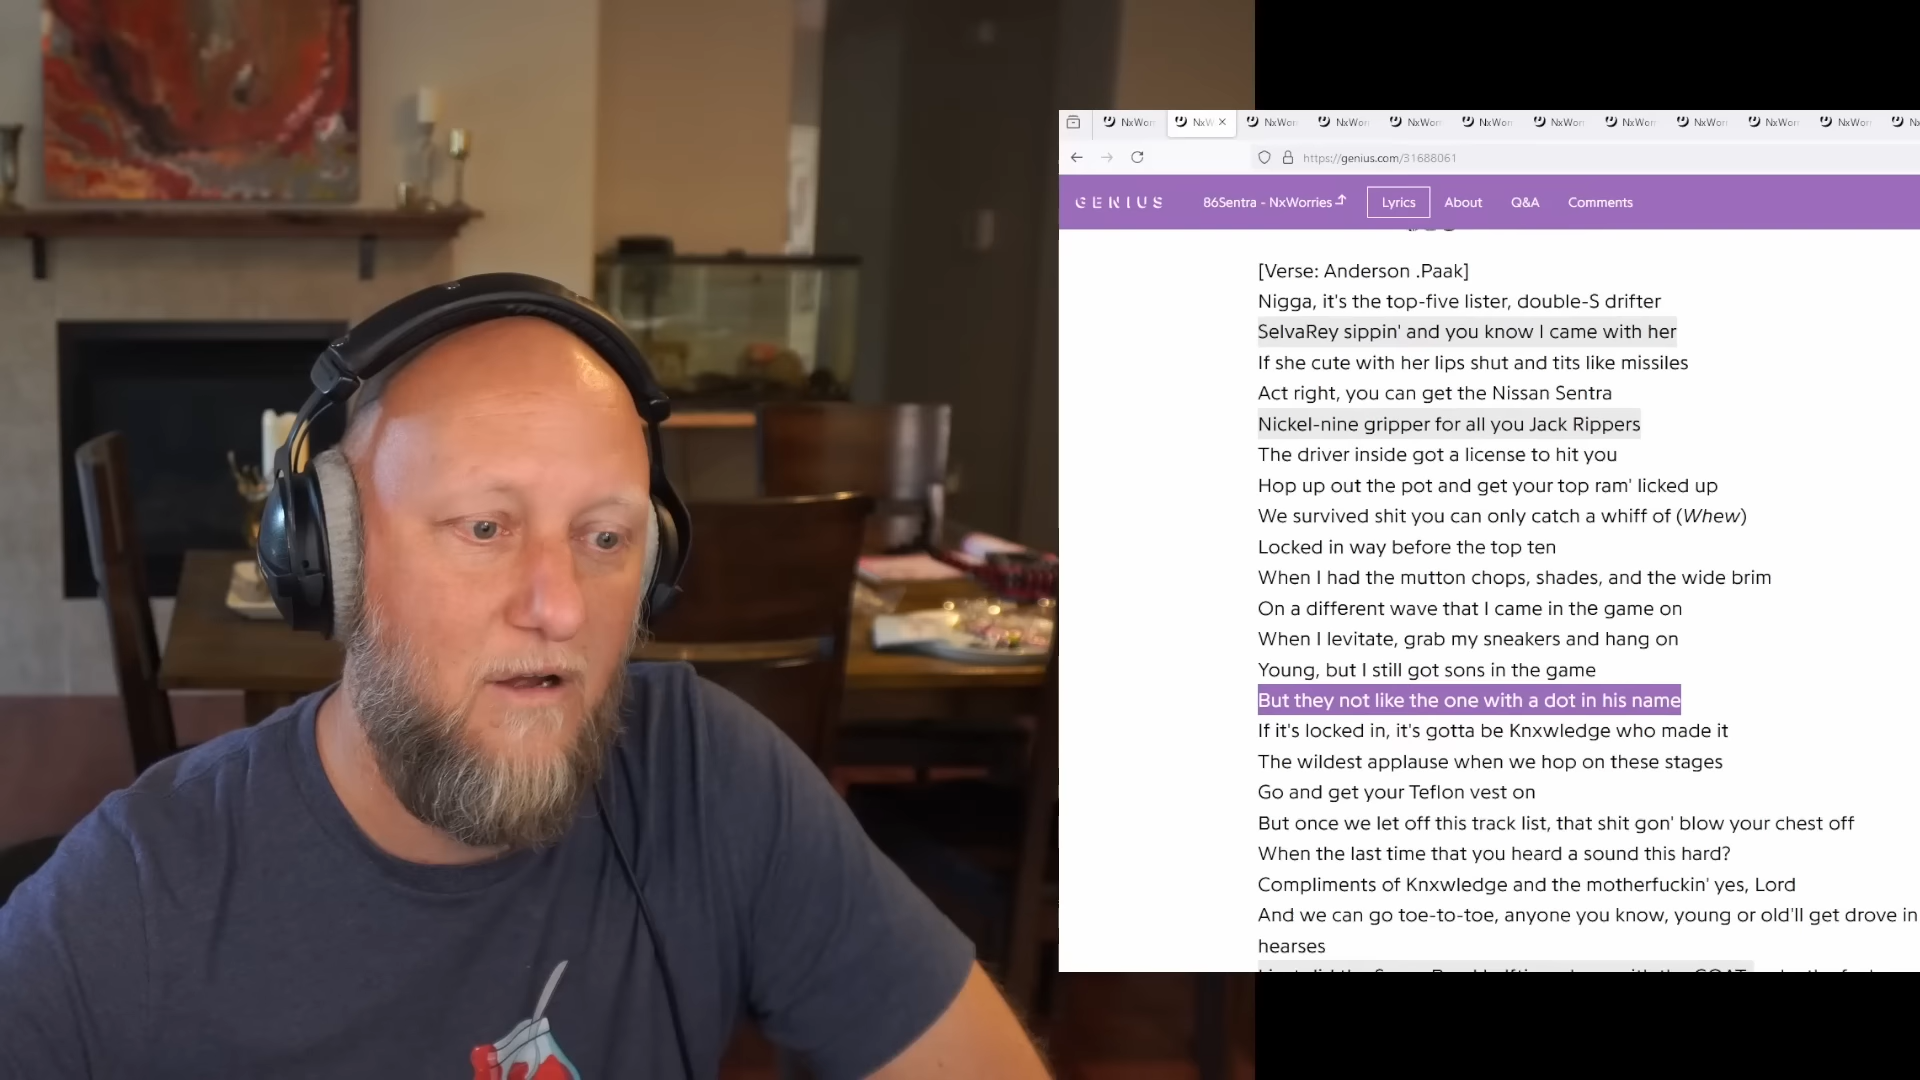 NxWorr
NxW
NxWorr
NxWorr
NxWorr
NxWorr
NxWorr
NxWorr
NxWorr
NxWorr
NxWorr
https://genius.com/31688061
GENIUS
86Sentra - NxWorries
Lyrics
About
Q&A
Comments
[Verse: Anderson .Paak]
Nigga, it's the top-five lister, double-S drifter
SelvaRey sippin' and you know I came with her
If she cute with her lips shut and tits like missiles
Act right, you can get the Nissan Sentra
Nickel-nine gripper for all you Jack Rippers
The driver inside got a license to hit you
Hop up out the pot and get your top ram' licked up
We survived shit you can only catch a whiff of (Whew)
Locked in way before the top ten
When I had the mutton chops, shades, and the wide brim
On a different wave that I came in the game on
When I levitate, grab my sneakers and hang on
Young, but I still got sons in the game
But they not like the one with a dot in his name
If it's locked in, it's gotta be Knxwledge who made it
The wildest applause when we hop on these stages
Go and get your Teflon vest on
But once we let off this track list, that shit gon' blow your chest off
When the last time that you heard a sound this hard?
Compliments of Knxwledge and the motherfuckin' yes, Lord
And we can go toe-to-toe, anyone you know, young or old'll get drove in
hearses